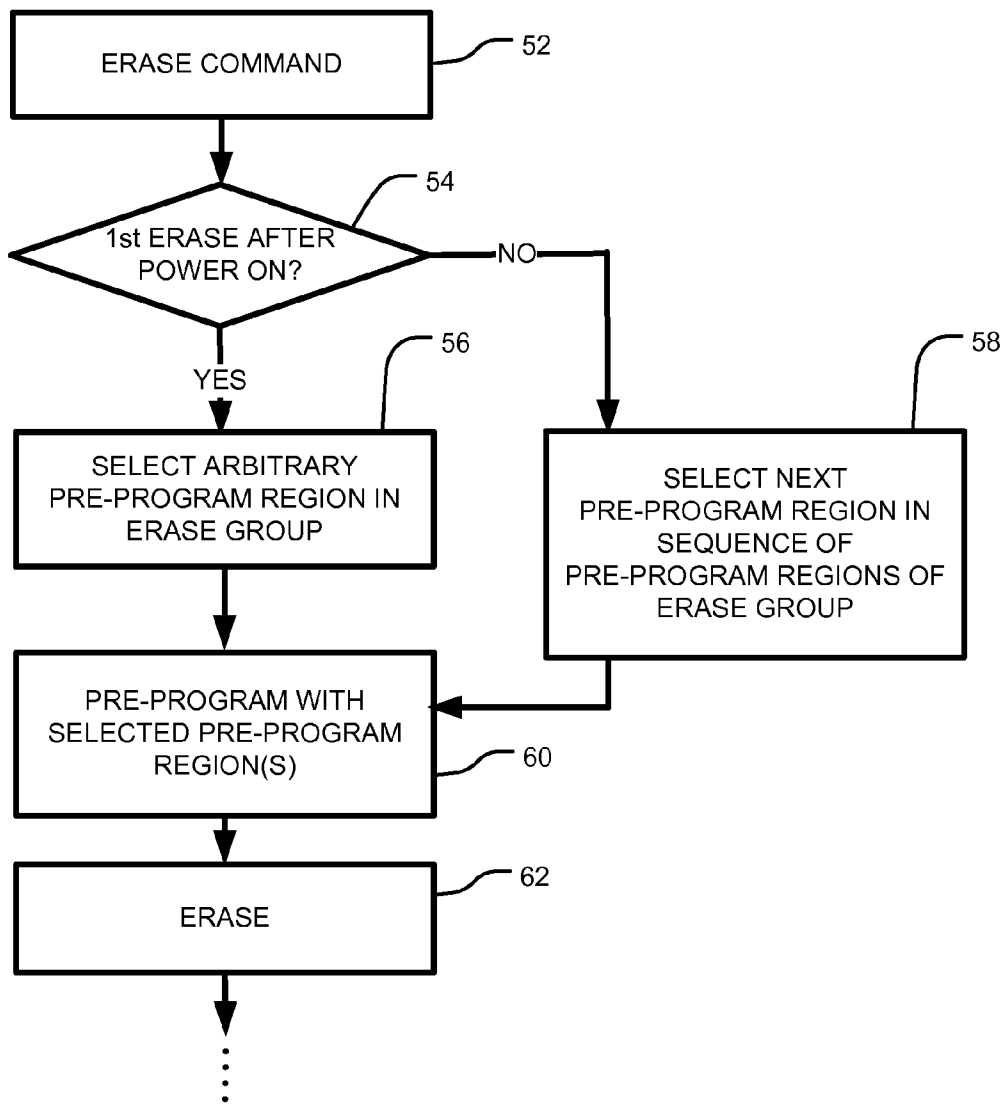 ERASE COMMAND
52
54
1st ERASE AFTER
POWER ON?
NO
YES
56
58
SELECT ARBITRARY
PRE-PROGRAM REGION IN
ERASE GROUP
SELECT NEXT
PRE-PROGRAM REGION IN
SEQUENCE OF
PRE-PROGRAM REGIONS OF
ERASE GROUP
PRE-PROGRAM WITH
SELECTED PRE-PROGRAM
REGION(S)
60
ERASE
62